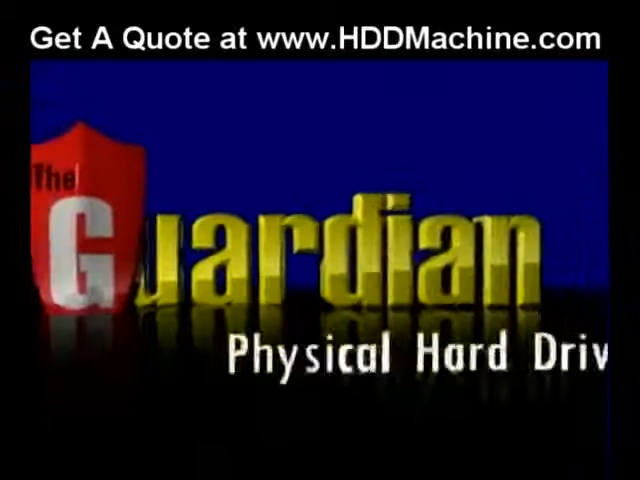 Get A Quote at www.HDDMachine.com
The
Guardian
Physical Hard Driv